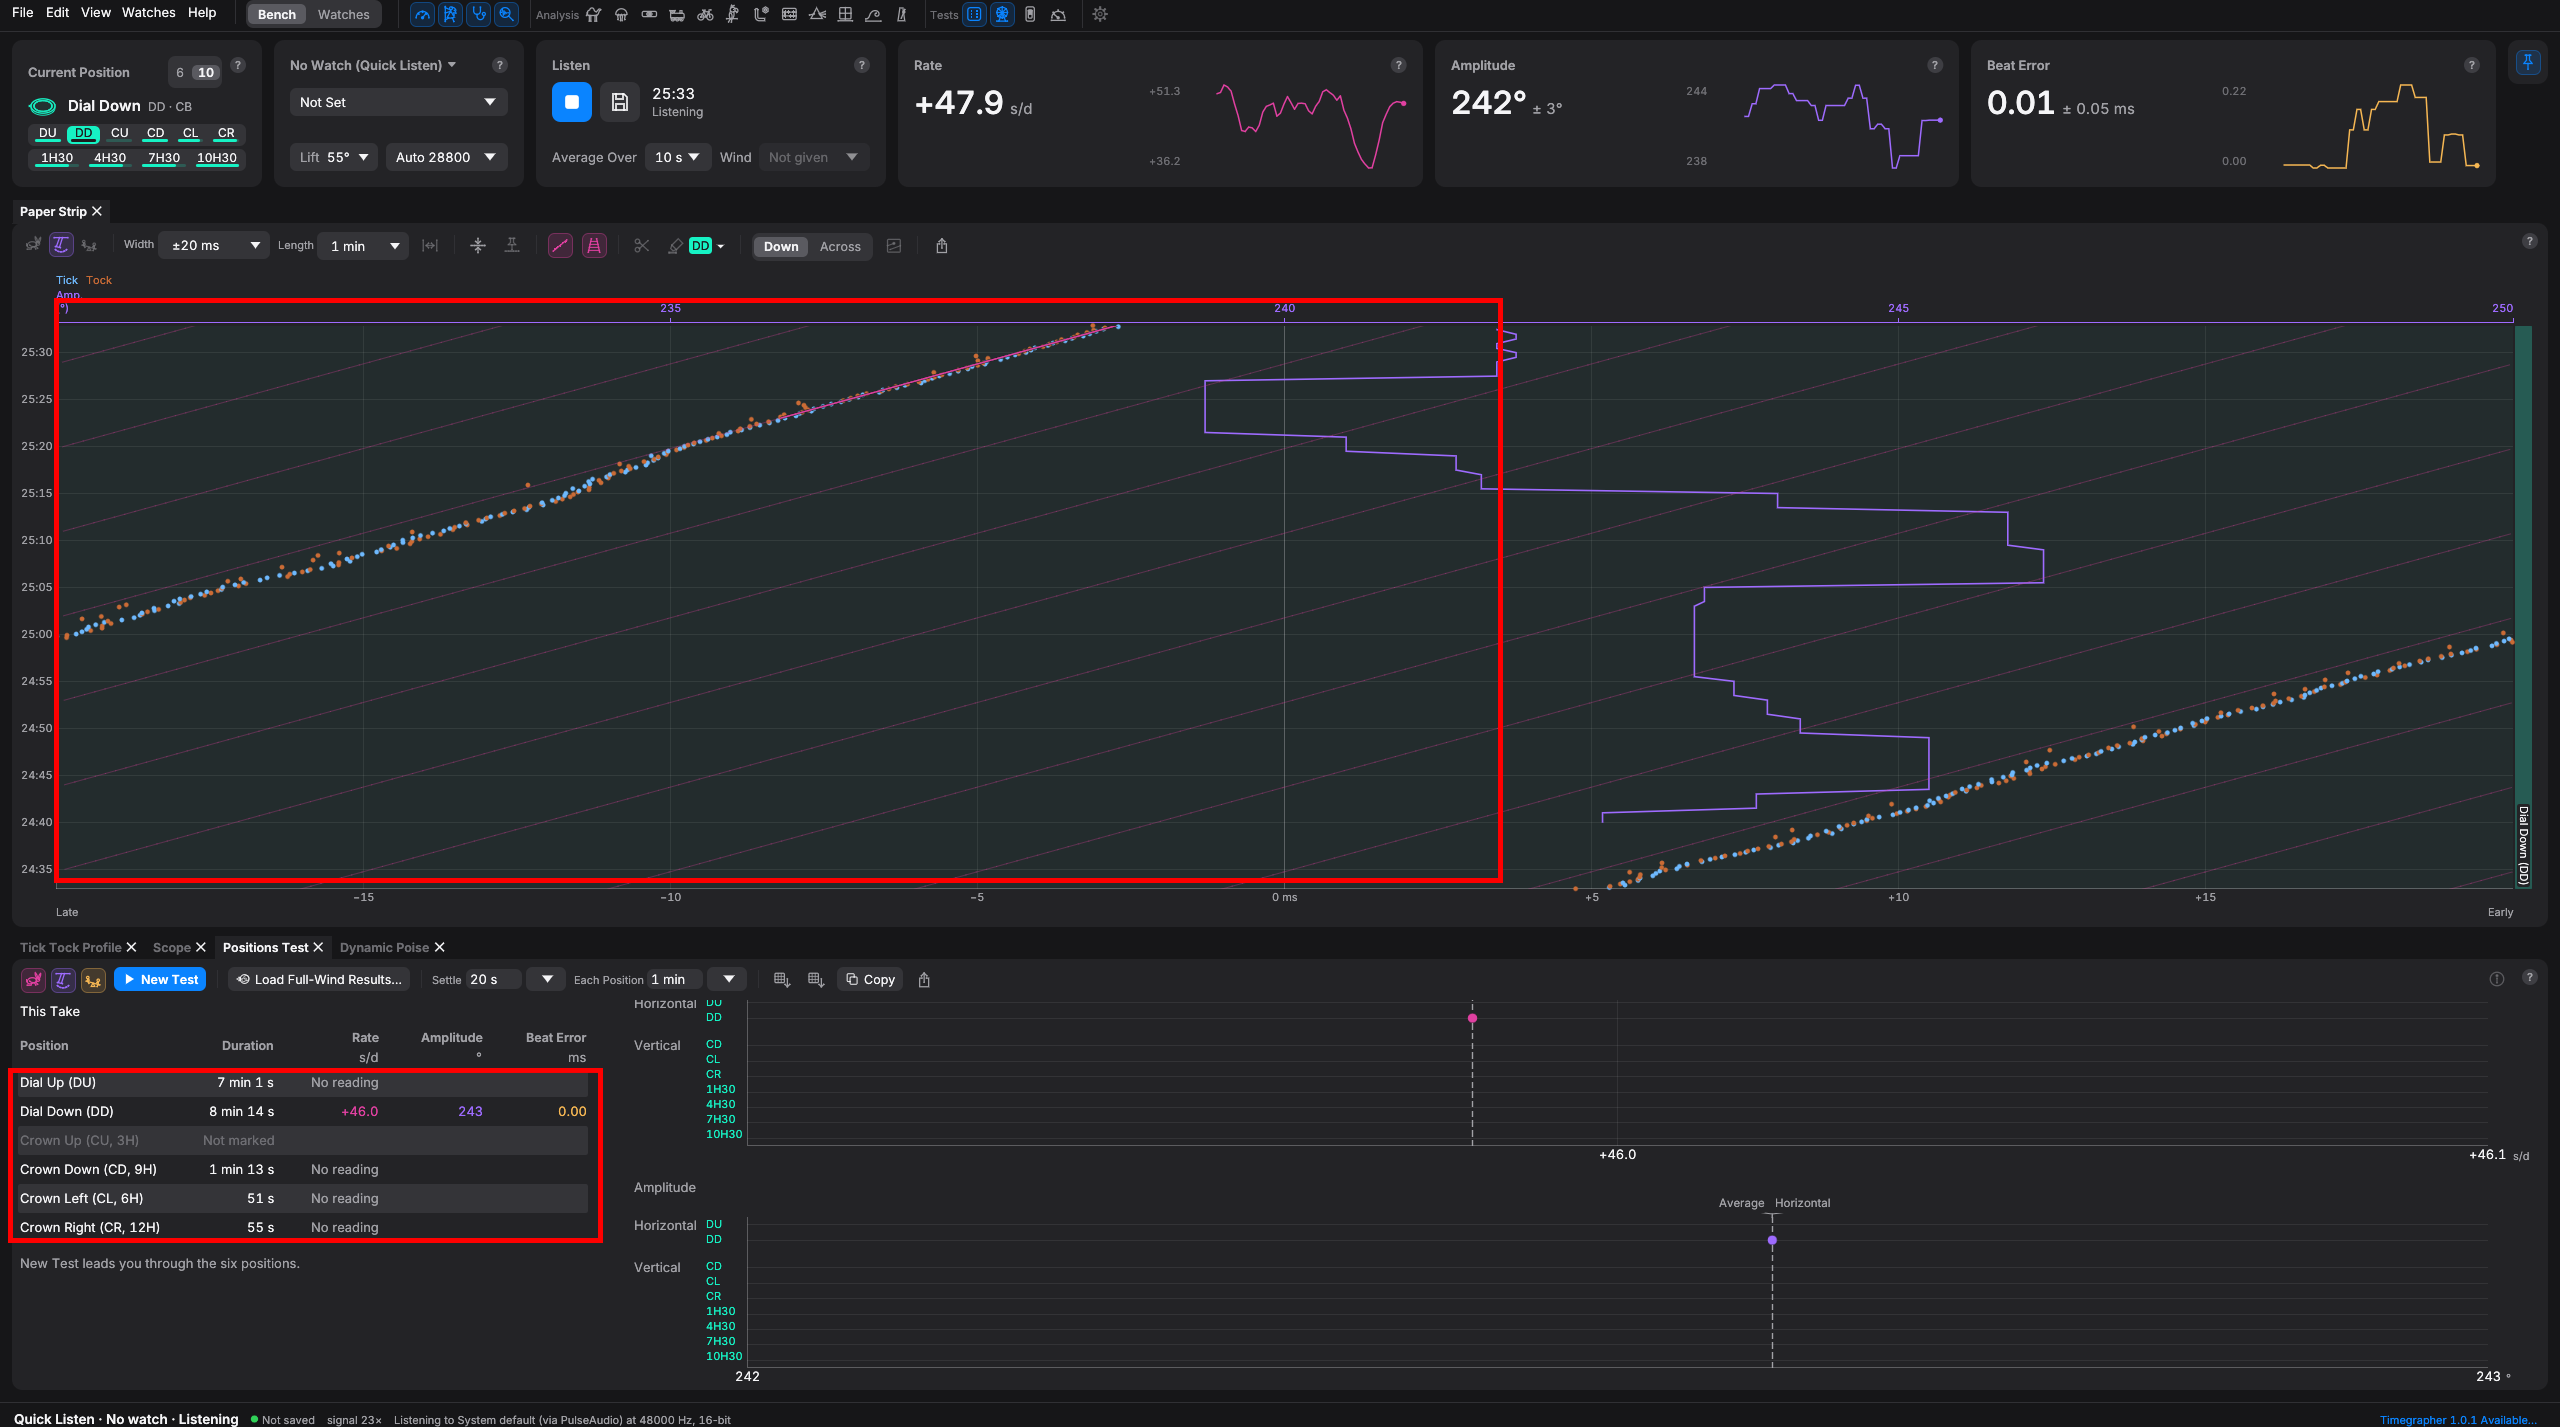 File Edit View Watches Help
Bench Watches
Analysis
Tests
Current Position 6 10 ?
Dial Down DD · CB
DU DD CU CD CL CR
1H30 4H30 7H30 10H30
No Watch (Quick Listen) ?
Not Set
Lift 55° Auto 28800
Listen ?
25:33
Listening
Average Over 10 s Wind Not given
Rate ?
+47.9 s/d
+51.3
+36.2
Amplitude ?
242° ± 3°
244
238
Beat Error ?
0.01 ± 0.05 ms
0.22
0.00
Paper Strip
Width ±20 ms Length 1 min DD Down Across ?
Tick Tock
Amp.
°)
235 240 245 250
25:30
25:25
25:20
25:15
25:10
25:05
25:00
24:55
24:50
24:45
24:40
24:35
Dial Down (DD)
−15 −10 −5 0 ms +5 +10 +15
Late Early
Tick Tock Profile Scope Positions Test Dynamic Poise
New Test Load Full-Wind Results... Settle 20 s Each Position 1 min Copy ?
This Take
Position Duration Rate s/d Amplitude ° Beat Error ms
Dial Up (DU) 7 min 1 s No reading
Dial Down (DD) 8 min 14 s +46.0 243 0.00
Crown Up (CU, 3H) Not marked
Crown Down (CD, 9H) 1 min 13 s No reading
Crown Left (CL, 6H) 51 s No reading
Crown Right (CR, 12H) 55 s No reading
New Test leads you through the six positions.
Horizontal DU
DD
Vertical CD
CL
CR
1H30
4H30
7H30
10H30
+46.0 +46.1 s/d
Amplitude
Average Horizontal
Horizontal DU
DD
Vertical CD
CL
CR
1H30
4H30
7H30
10H30
242 243 °
Quick Listen · No watch · Listening Not saved signal 23× Listening to System default (via PulseAudio) at 48000 Hz, 16-bit
Timegrapher 1.0.1 Available...